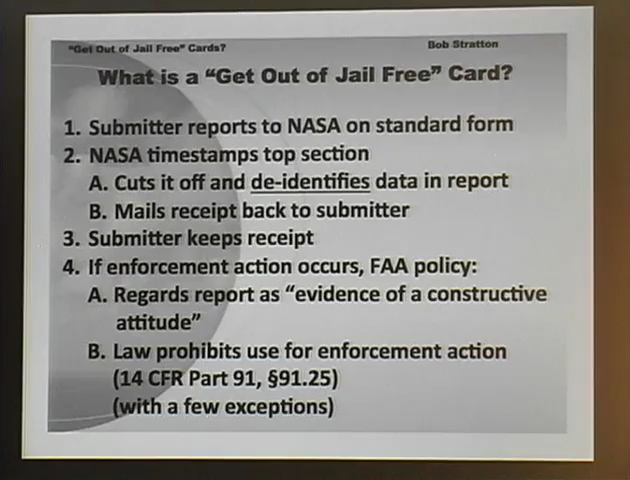 "Get Out of Jail Free" Cards?
Bob Stratton
What is a “Get Out of Jail Free” Card?
1. Submitter reports to NASA on standard form
2. NASA timestamps top section
A. Cuts it off and de-identifies data in report
B. Mails receipt back to submitter
3. Submitter keeps receipt
4. If enforcement action occurs, FAA policy:
A. Regards report as “evidence of a constructive
attitude”
B. Law prohibits use for enforcement action
(14 CFR Part 91, §91.25)
(with a few exceptions)